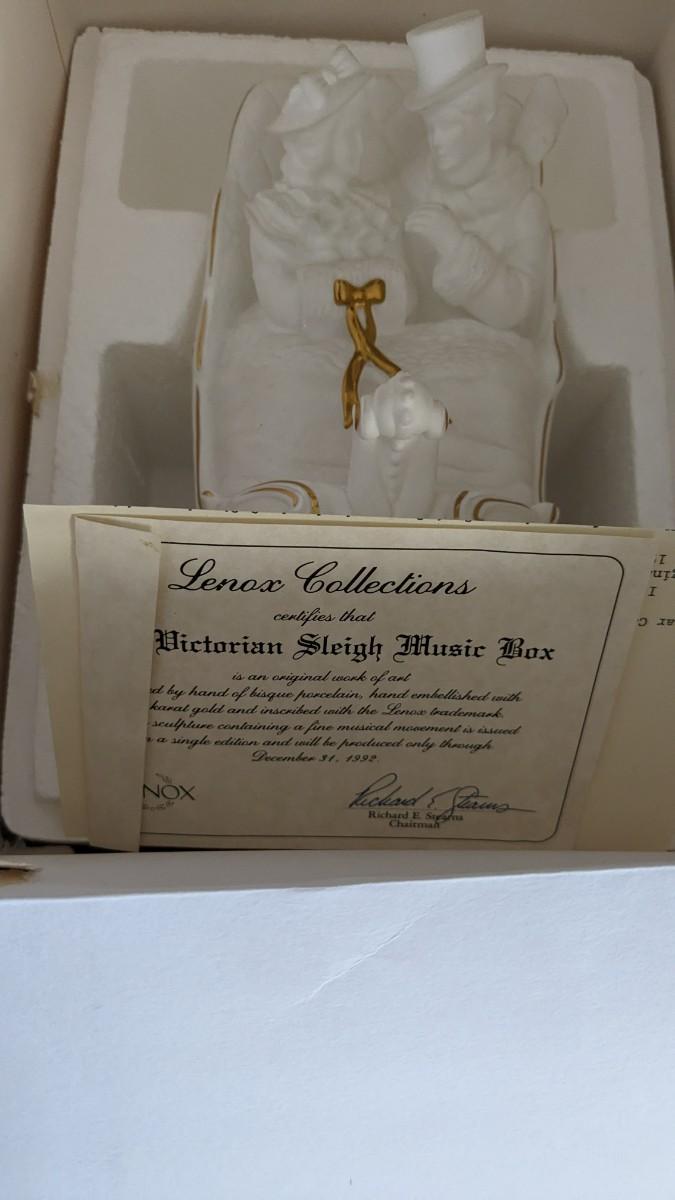 Lenox Collections
certifies that
Victorian Sleigh Music Box
is an original work of art
by hand of bisque porcelain, hand embellished with
karat gold and inscribed with the Lenox trademark.
sculpture containing a fine musical movement is issued
a single edition and will be produced only through
December 31, 1992.
NOX
Richard E. Stearns
Richard E. Stearns
Chairman